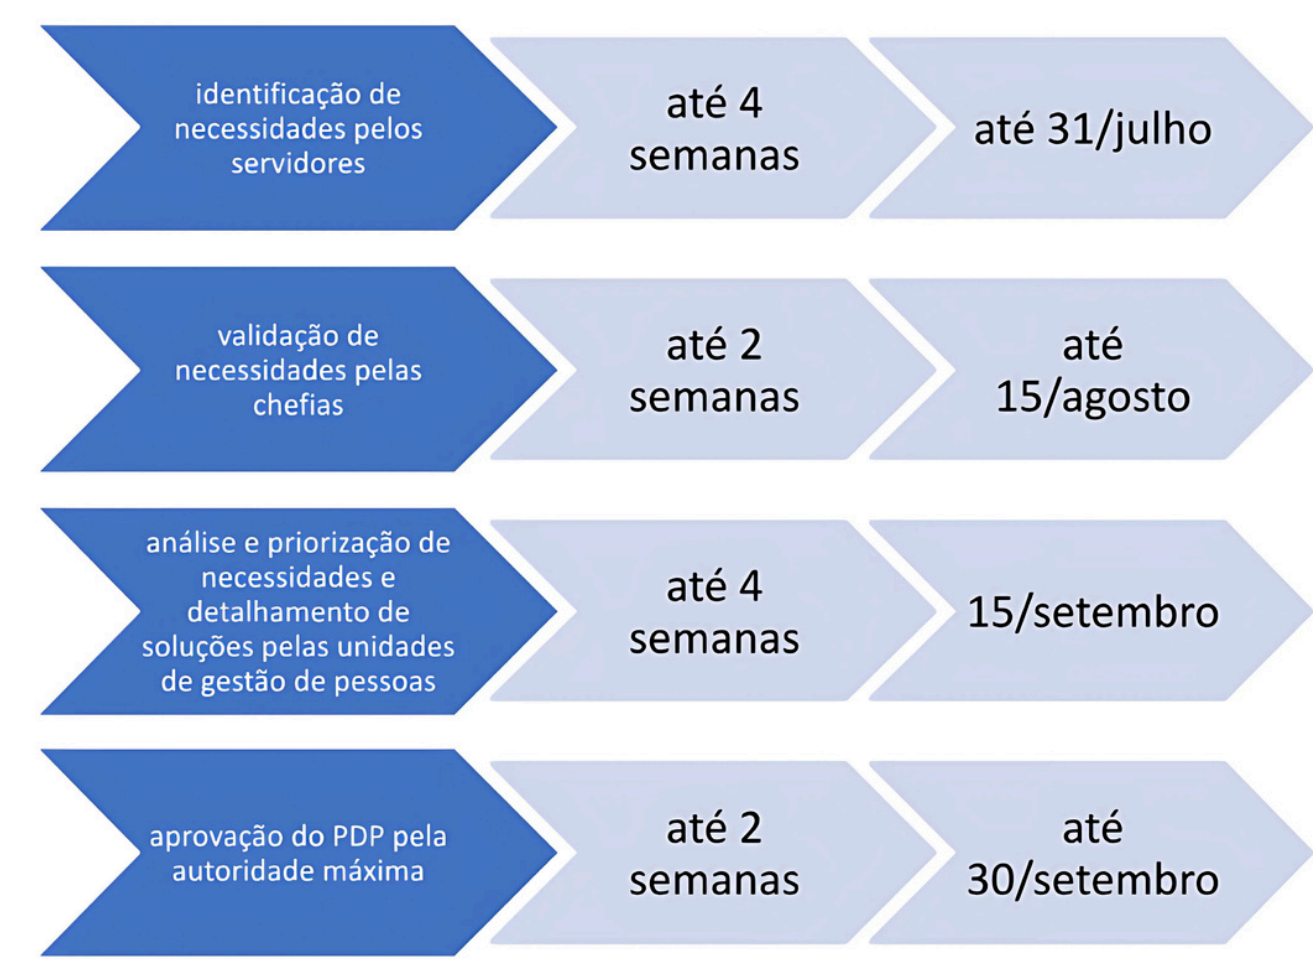 identificação de
necessidades pelos
servidores
até 4
semanas
até 31/julho
validação de
necessidades pelas
chefias
até 2
semanas
até
15/agosto
análise e priorização de
necessidades e
detalhamento de
soluções pelas unidades
de gestão de pessoas
até 4
semanas
15/setembro
aprovação do PDP pela
autoridade máxima
até 2
semanas
até
30/setembro